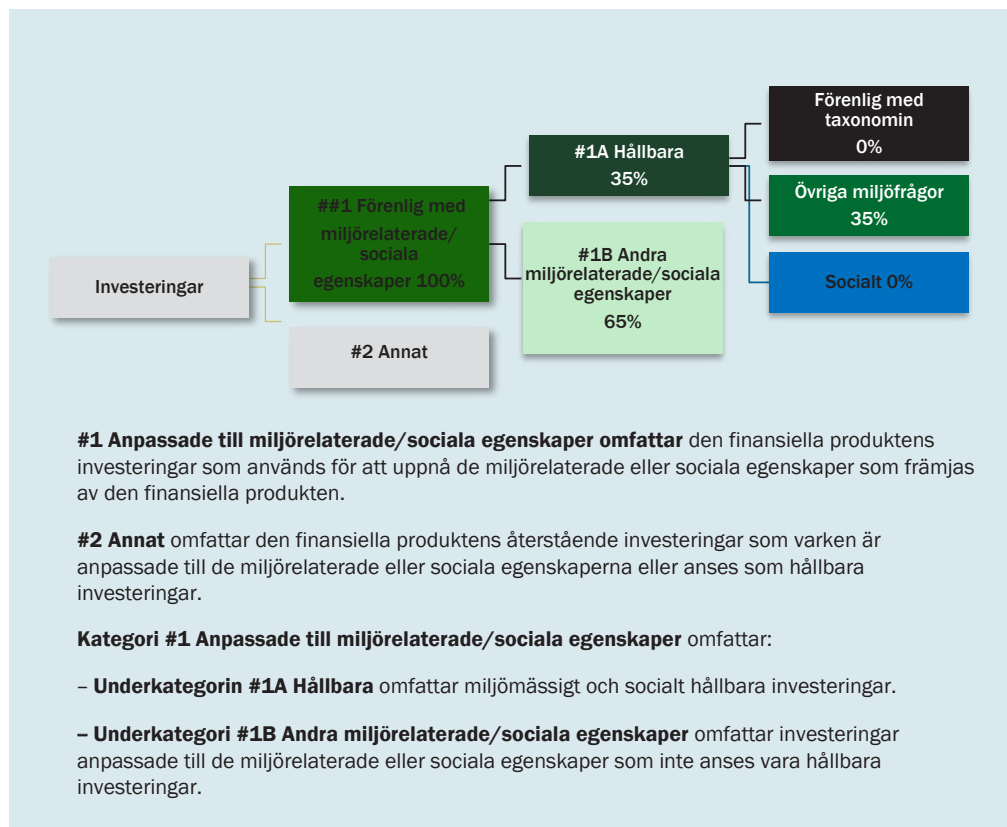 Förenlig med
taxonomin
0%
#1A Hållbara
35%
Övriga miljöfrågor
35%
##1 Förenlig med
miljörelaterade/
sociala
egenskaper 100%
#1B Andra
miljörelaterade/sociala
egenskaper
65%
Investeringar
Socialt 0%
#2 Annat
#1 Anpassade till miljörelaterade/sociala egenskaper omfattar den finansiella produktens
investeringar som används för att uppnå de miljörelaterade eller sociala egenskaper som främjas
av den finansiella produkten.
#2 Annat omfattar den finansiella produktens återstående investeringar som varken är
anpassade till de miljörelaterade eller sociala egenskaperna eller anses som hållbara
investeringar.
Kategori #1 Anpassade till miljörelaterade/sociala egenskaper omfattar:
– Underkategorin #1A Hållbara omfattar miljömässigt och socialt hållbara investeringar.
– Underkategori #1B Andra miljörelaterade/sociala egenskaper omfattar investeringar
anpassade till de miljörelaterade eller sociala egenskaper som inte anses vara hållbara
investeringar.